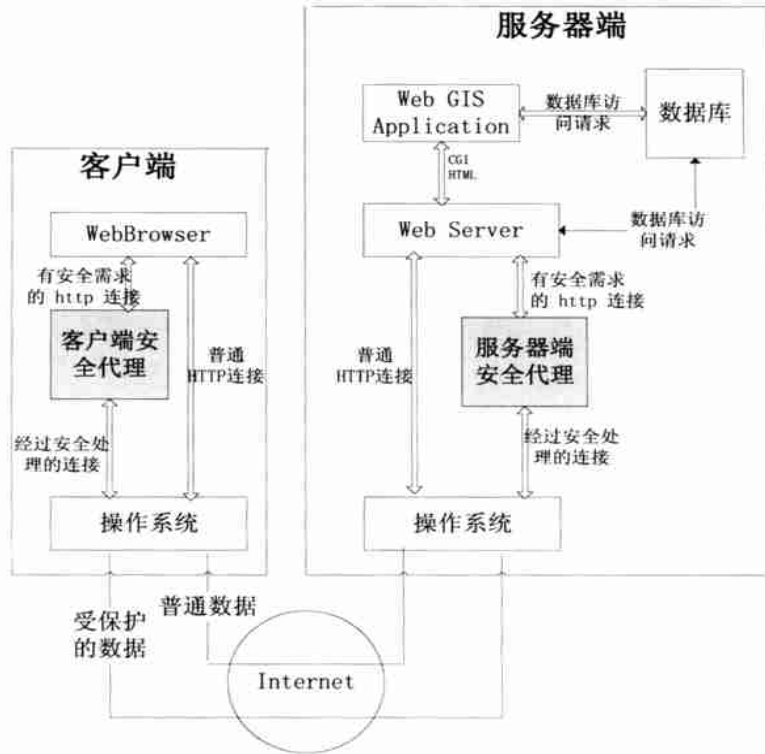 服务器端
Web GIS
Application
数据库访
问请求
数据库
CGI
HTML
Web Server
数据库访
问请求
有安全需求
的 http 连接
普通
HTTP连接
服务器端
安全代理
经过安全处
理的连接
操作系统
客户端
WebBrowser
有安全需求
的 http 连接
客户端安
全代理
普通
HTTP连接
经过安全处
理的连接
操作系统
受保护
的数据
普通数据
Internet